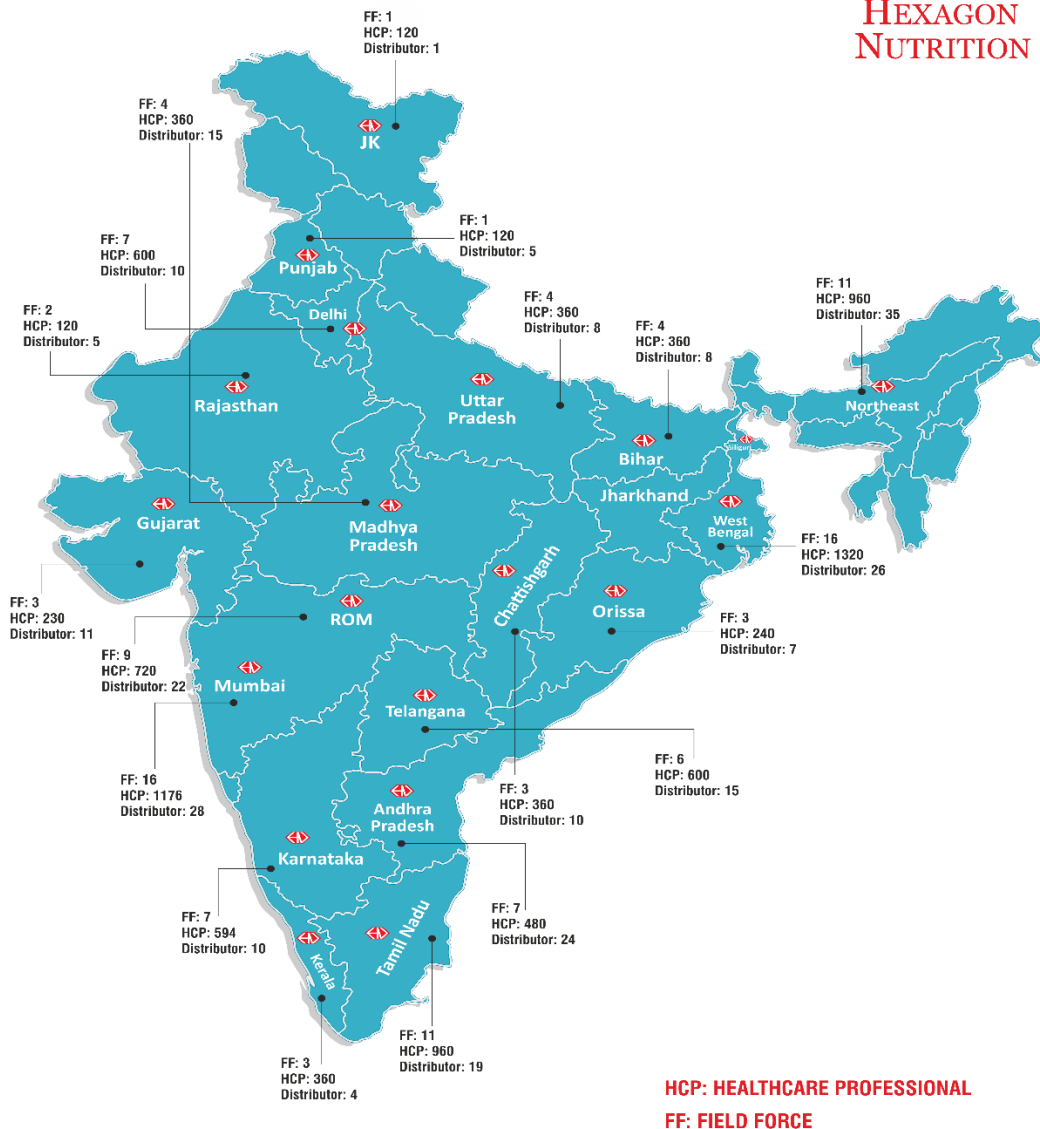 HEXAGON
NUTRITION
FF: 1
HCP: 120
Distributor: 1
FF: 4
HCP: 360
Distributor: 15
JK
FF: 1
HCP: 120
Distributor: 5
FF: 7
HCP: 600
Distributor: 10
Punjab
FF: 2
HCP: 120
Distributor: 5
Delhi
FF: 4
HCP: 360
Distributor: 8
FF: 4
HCP: 360
Distributor: 8
FF: 11
HCP: 960
Distributor: 35
Rajasthan
Uttar
Pradesh
Northeast
Bihar
Siliguri
Jharkhand
Gujarat
Madhya
Pradesh
West
Bengal
FF: 16
HCP: 1320
Distributor: 26
Chattishgarh
FF: 3
HCP: 230
Distributor: 11
ROM
Orissa
FF: 3
HCP: 240
Distributor: 7
FF: 9
HCP: 720
Distributor: 22
Mumbai
Telangana
FF: 6
HCP: 600
Distributor: 15
FF: 16
HCP: 1176
Distributor: 28
FF: 3
HCP: 360
Distributor: 10
Andhra
Pradesh
Karnataka
FF: 7
HCP: 594
Distributor: 10
FF: 7
HCP: 480
Distributor: 24
Tamil Nadu
Kerala
FF: 11
HCP: 960
Distributor: 19
FF: 3
HCP: 360
Distributor: 4
HCP: HEALTHCARE PROFESSIONAL
FF: FIELD FORCE